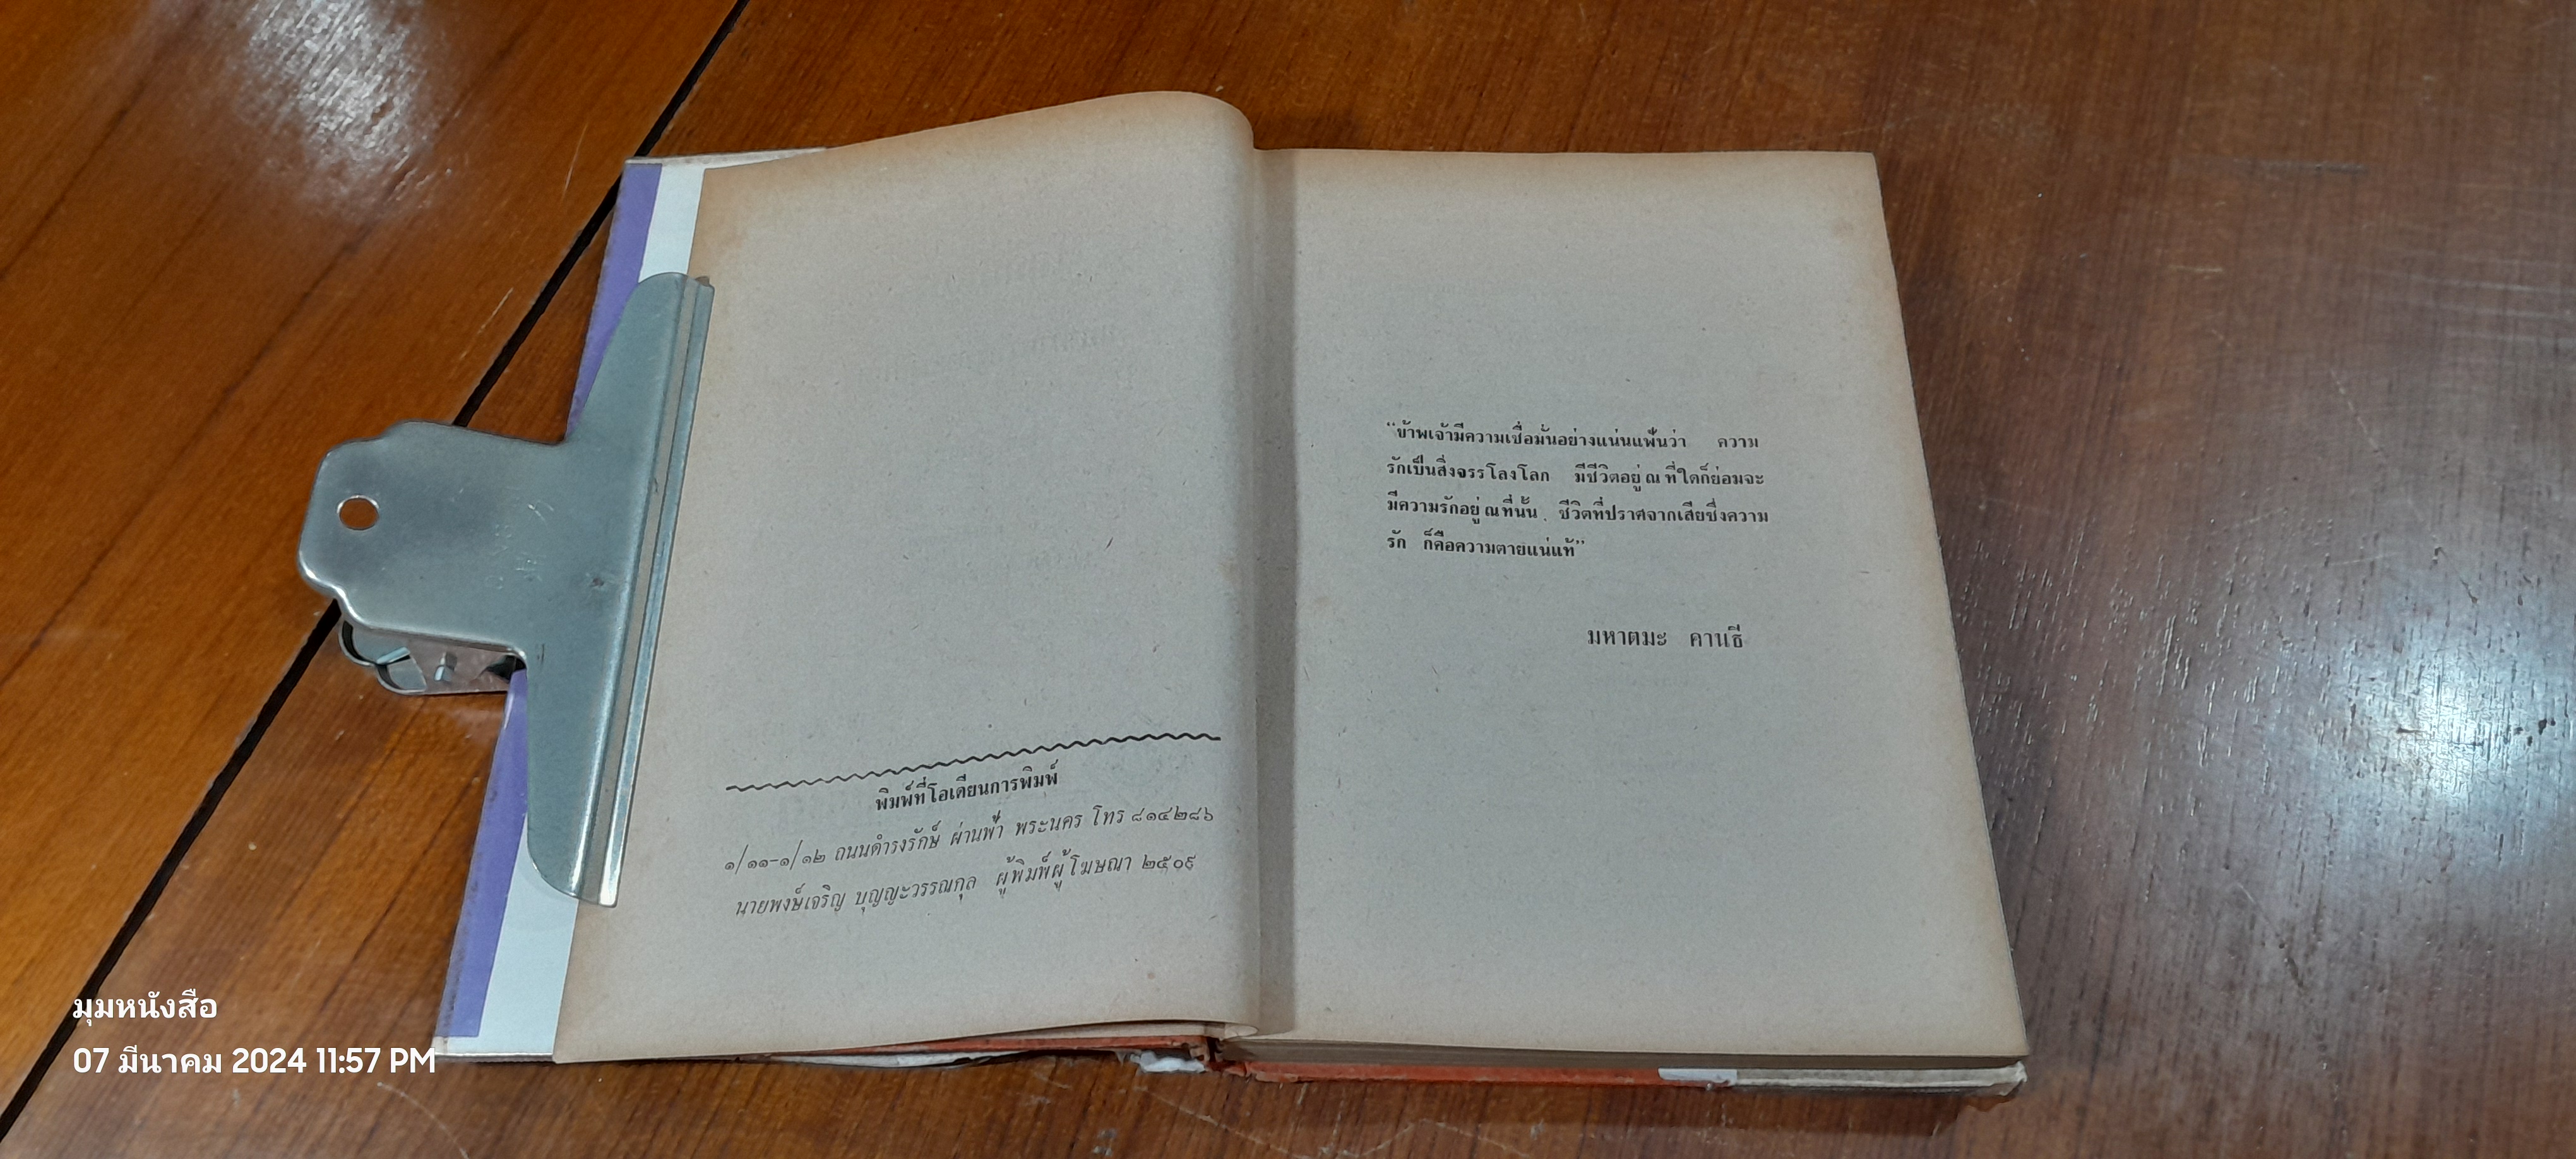 พิมพ์ที่โอเดียนการพิมพ์
๑/๑๑-๑/๑๒ ถนนดำรงรักษ์ ผ่านฟ้า พระนคร โทร ๘๑๔๒๘๖
นายพงษ์เจริญ บุญญะวรรณกุล ผู้พิมพ์ผู้โฆษณา ๒๕๐๙
“ข้าพเจ้ามีความเชื่อมั่นอย่างแน่นแฟ้นว่า ความ
รักเป็นสิ่งจรรโลงโลก มีชีวิตอยู่ ณ ที่ใดก็ย่อมจะ
มีความรักอยู่ ณ ที่นั้น ชีวิตที่ปราศจากเสียซึ่งความ
รัก ก็คือความตายแน่แท้”
มหาตมะ คานธี
มุมหนังสือ
07 มีนาคม 2024 11:57 PM